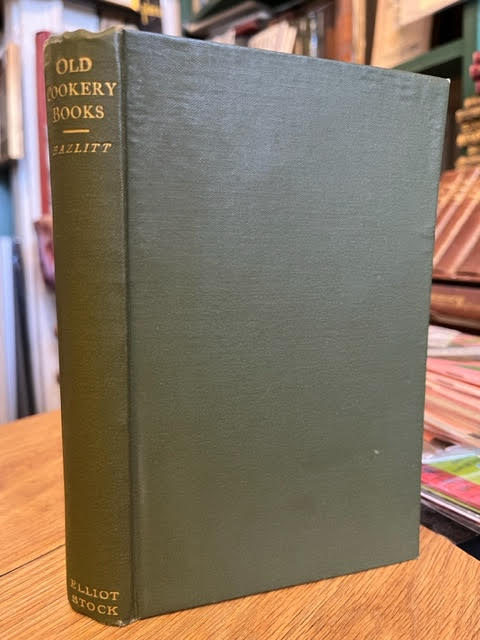 OLD
COOKERY
BOOKS
HAZLITT
ELLIOT
STOCK